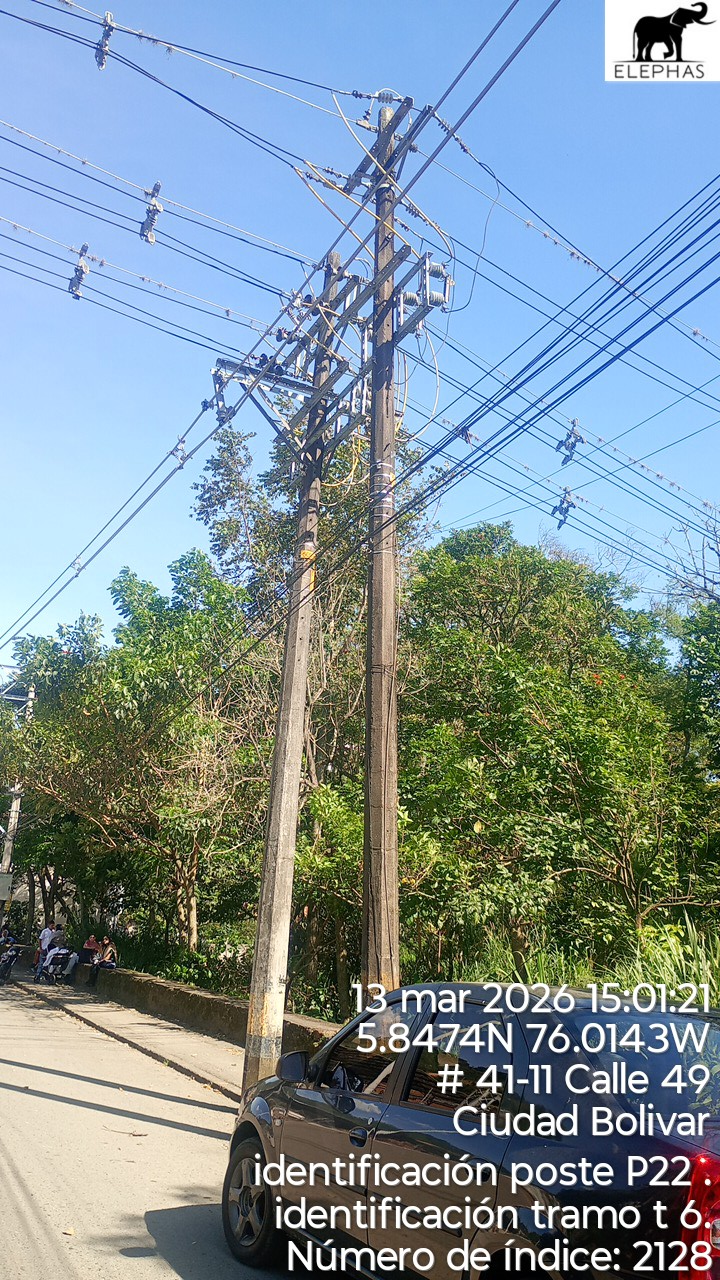 ELEPHAS
13 mar 2026 15:01:21
5.8474N 76.0143W
# 41-11 Calle 49
Ciudad Bolivar
identificación poste P22 .
identificación tramo t 6.
Número de índice: 2128